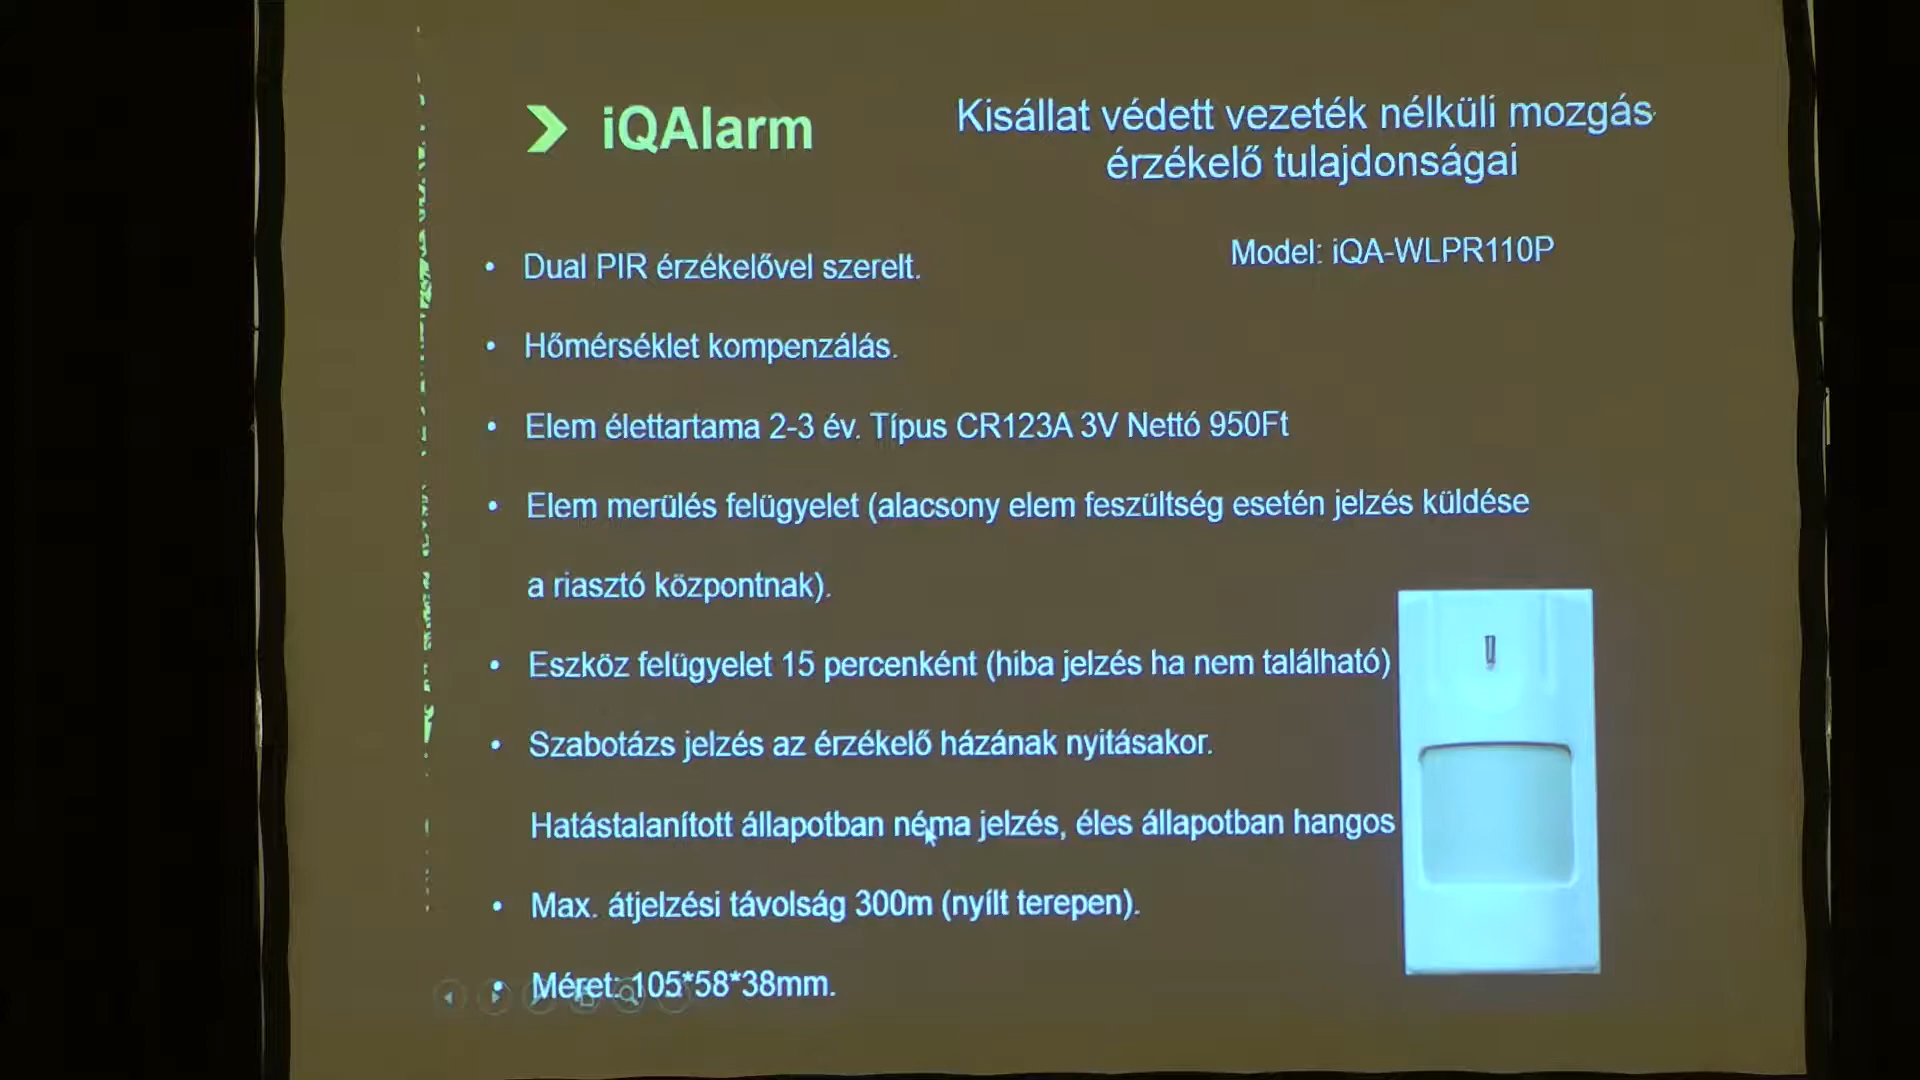 iQAlarm
Kisállat védett vezeték nélküli mozgás
érzékelő tulajdonságai
Model: iQA-WLPR110P
• Dual PIR érzékelővel szerelt.
• Hőmérséklet kompenzálás.
• Elem élettartama 2-3 év. Típus CR123A 3V Nettó 950Ft
• Elem merülés felügyelet (alacsony elem feszültség esetén jelzés küldése
a riasztó központnak).
• Eszköz felügyelet 15 percenként (hiba jelzés ha nem található)
• Szabotázs jelzés az érzékelő házának nyitásakor.
Hatástalanított állapotban néma jelzés, éles állapotban hangos
• Max. átjelzési távolság 300m (nyílt terepen).
• Méret: 105*58*38mm.